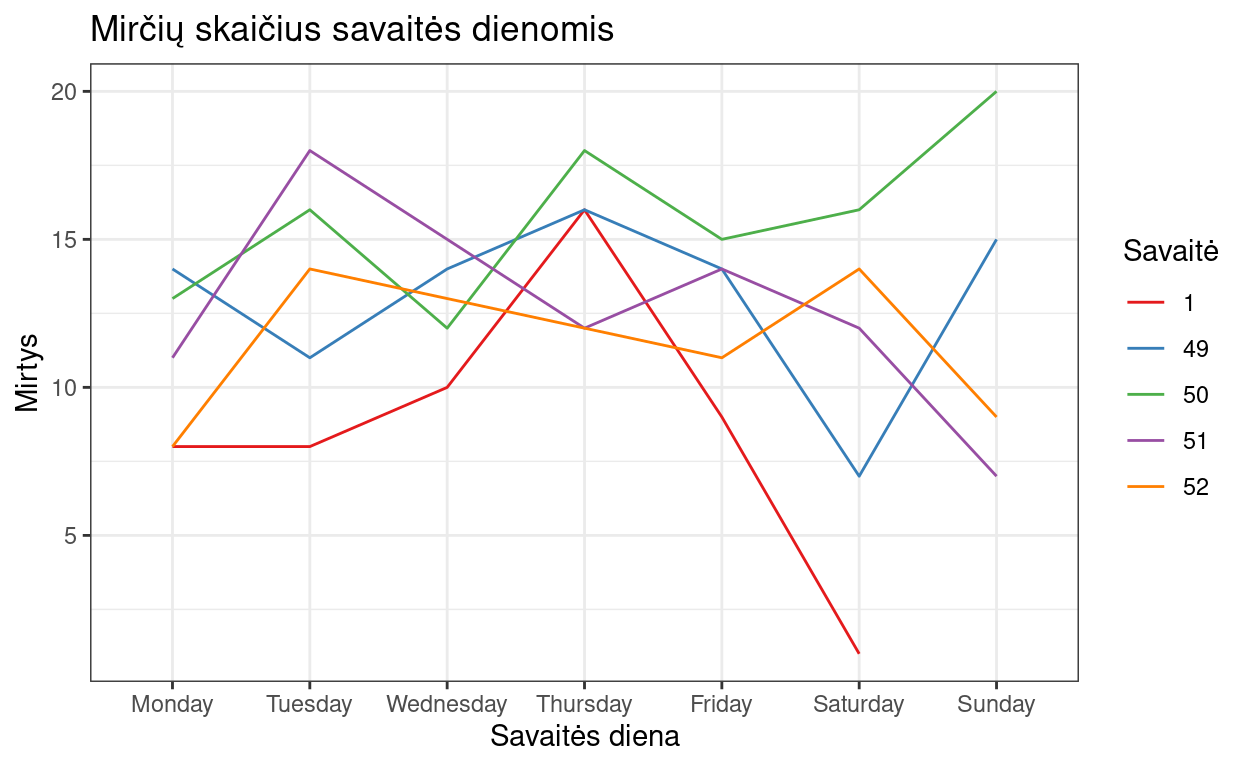 Mirčių skaičius savaitės dienomis
20
15
10
5
Mirtys
Monday Tuesday Wednesday Thursday Friday Saturday Sunday
Savaitės diena
Savaitė
1
49
50
51
52